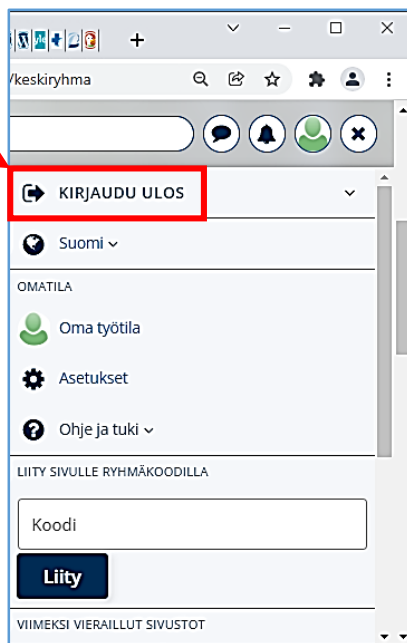 /keskiryhma
KIRJAUDU ULOS
Suomi
OMATILA
Oma työtila
Asetukset
Ohje ja tuki
LIITY SIVULLE RYHMÄKOODILLA
Koodi
Liity
VIIMEKSI VIERAILLUT SIVUSTOT